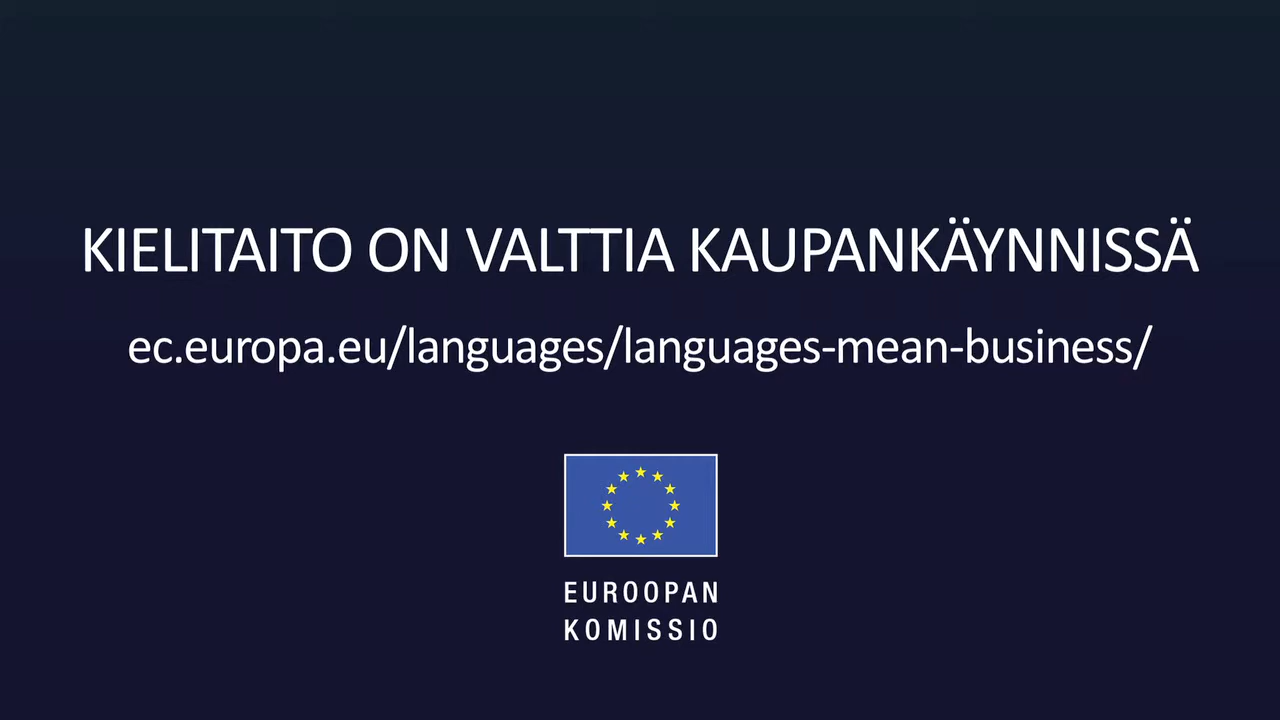 KIELITAITO ON VALTTIA KAUPANKÄYNNISSÄ
ec.europa.eu/languages/languages-mean-business/
EUROOPAN
KOMISSIO